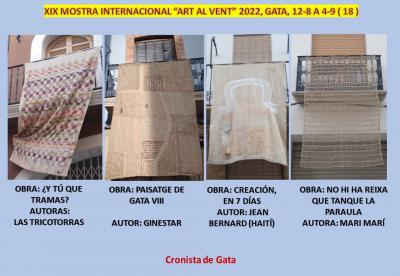 XIX MOSTRA INTERNACIONAL "ART AL VENT" 2022, GATA, 12-8 A 4-9 ( 18 )
OBRA: ¿Y TÚ QUE
TRAMAS?
AUTORAS:
LAS TRICOTORRAS
OBRA: PAISATGE DE
GATA VIII
AUTOR: GINESTAR
OBRA: CREACIÓN,
EN 7 DÍAS
AUTOR: JEAN
BERNARD (HAITÍ)
OBRA: NO HI HA REIXA
QUE TANQUE LA
PARAULA
AUTORA: MARI MARÍ
Cronista de Gata